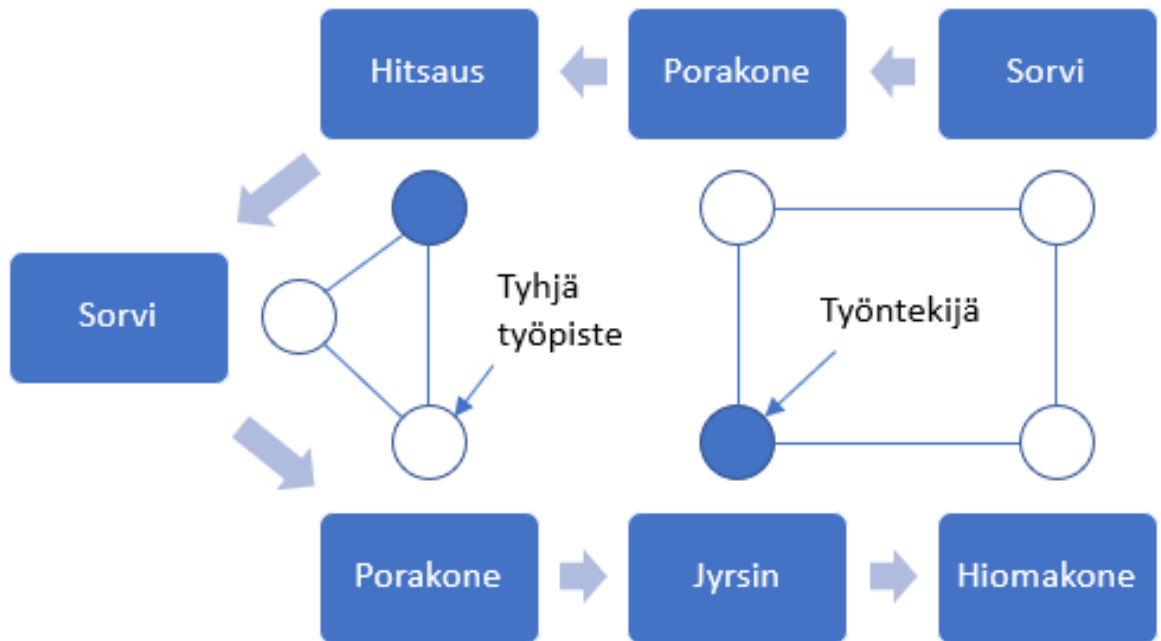 Hitsaus
Porakone
Sorvi
Sorvi
Tyhjä
työpiste
Työntekijä
Porakone
Jyrsin
Hiomakone